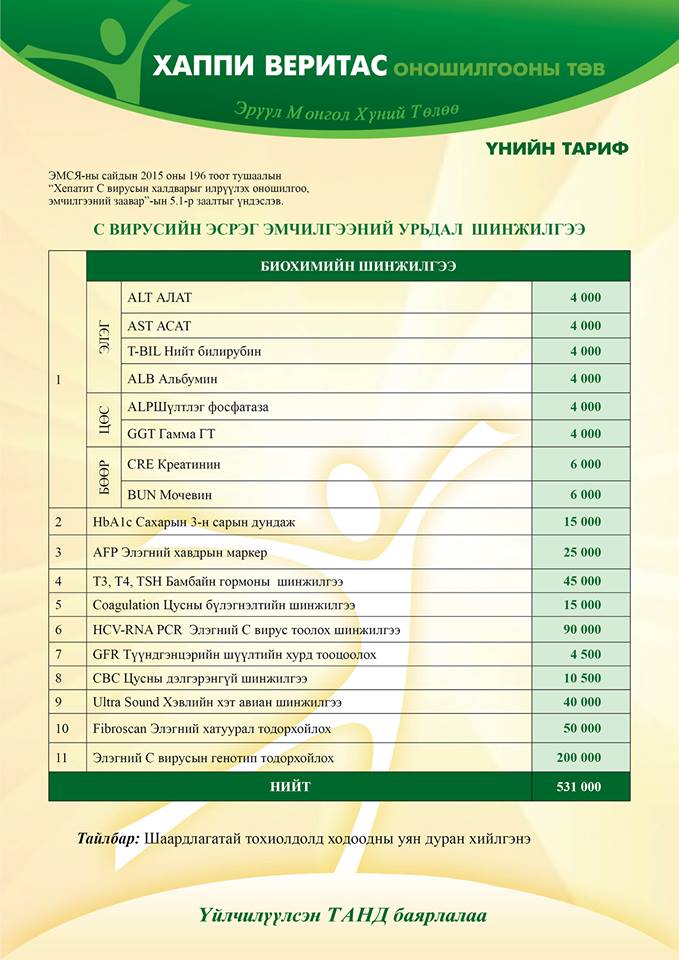 ХАППИ ВЕРИТАС ОНОШИЛГООНЫ ТӨВ
Эрүүл Монгол Хүний Төлөө
ҮНИЙН ТАРИФ
ЭМСЯ-ны сайдын 2015 оны 196 тоот тушаалын
“Хепатит С вирусын халдварыг илрүүлэх оношилгоо,
эмчилгээний заавар”-ын 5.1-р заалтыг үндэслэв.
С ВИРУСИЙН ЭСРЭГ ЭМЧИЛГЭЭНИЙ УРЬДАЛ ШИНЖИЛГЭЭ
БИОХИМИЙН ШИНЖИЛГЭЭ
1
ЭЛЭГ
ALT АЛАТ 4 000
AST АСАТ 4 000
T-BIL Нийт билирубин 4 000
ALB Альбумин 4 000
ЦӨС
ALPШүлтлэг фосфатаза 4 000
GGT Гамма ГТ 4 000
БӨӨР
CRE Креатинин 6 000
BUN Мочевин 6 000
2 HbA1c Сахарын 3-н сарын дундаж 15 000
3 AFP Элэгний хавдрын маркер 25 000
4 T3, T4, TSH Бамбайн гормоны шинжилгээ 45 000
5 Coagulation Цусны бүлэгнэлтийн шинжилгээ 15 000
6 HCV-RNA PCR Элэгний С вирус тоолох шинжилгээ 90 000
7 GFR Түүндгэнцэрийн шүүлтийн хурд тооцоолох 4 500
8 CBC Цусны дэлгэрэнгүй шинжилгээ 10 500
9 Ultra Sound Хэвлийн хэт авиан шинжилгээ 40 000
10 Fibroscan Элэгний хатуурал тодорхойлох 50 000
11 Элэгний С вирусын генотип тодорхойлох 200 000
НИЙТ 531 000
Тайлбар: Шаардлагатай тохиолдолд ходоодны уян дуран хийлгэнэ
Үйлчилүүлсэн ТАНД баярлалаа